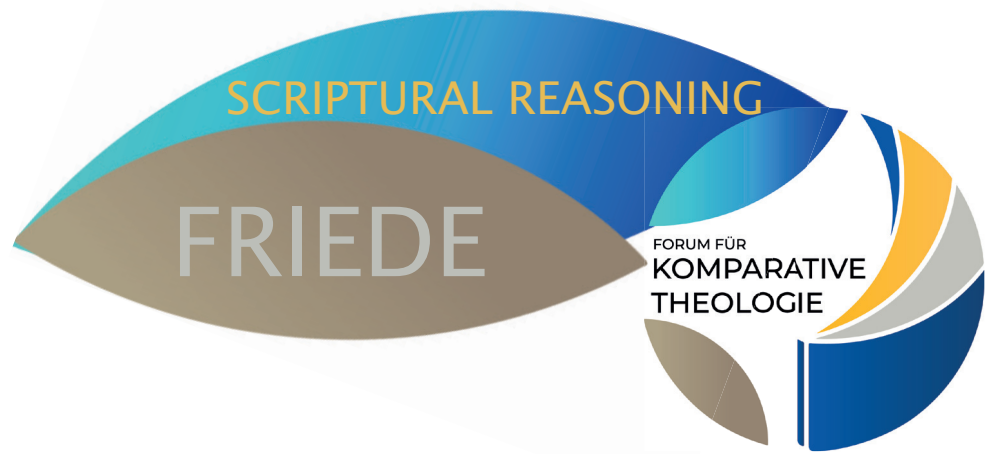 SCRIPTURAL REASONING
FRIEDE
FORUM FÜR
KOMPARATIVE
THEOLOGIE